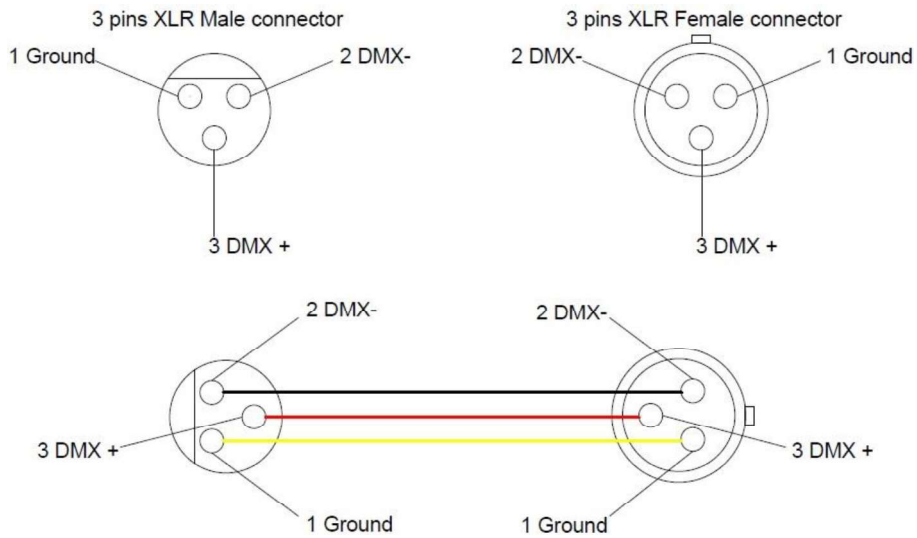 3 pins XLR Male connector
3 pins XLR Female connector
1 Ground
2 DMX-
2 DMX-
1 Ground
3 DMX +
3 DMX +
2 DMX-
2 DMX-
3 DMX +
3 DMX +
1 Ground
1 Ground